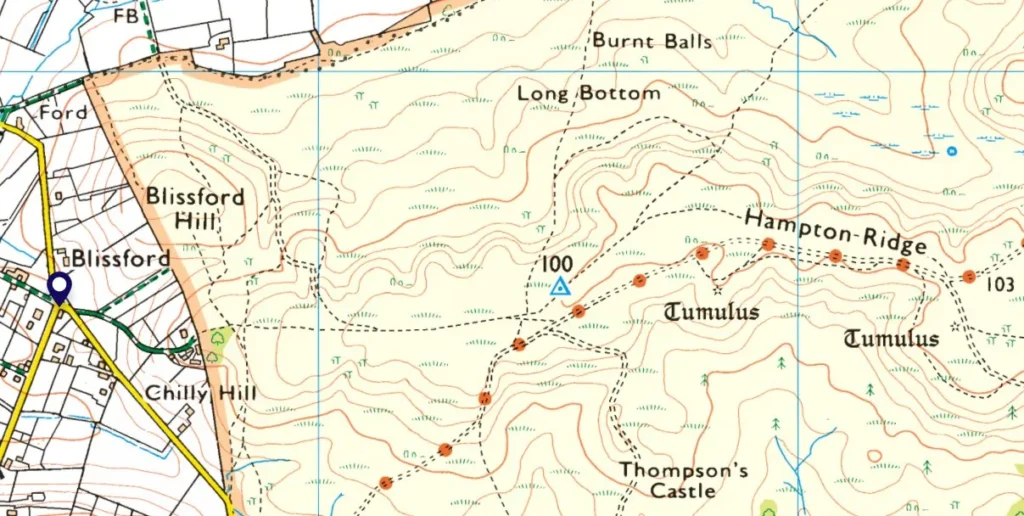 FB
Burnt Balls
Long Bottom
Ford
Blissford
Hill
Hampton Ridge
Blissford
100
103
Tumulus
Tumulus
Chilly Hill
Thompson's
Castle